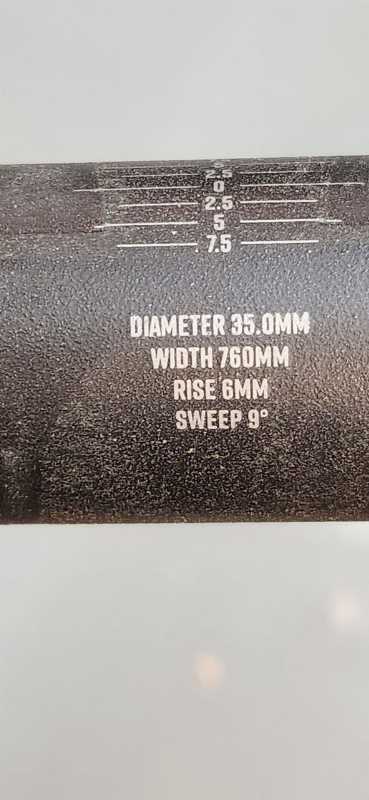 2.5
0
2.5
5
7.5
DIAMETER 35.0MM
WIDTH 760MM
RISE 6MM
SWEEP 9°